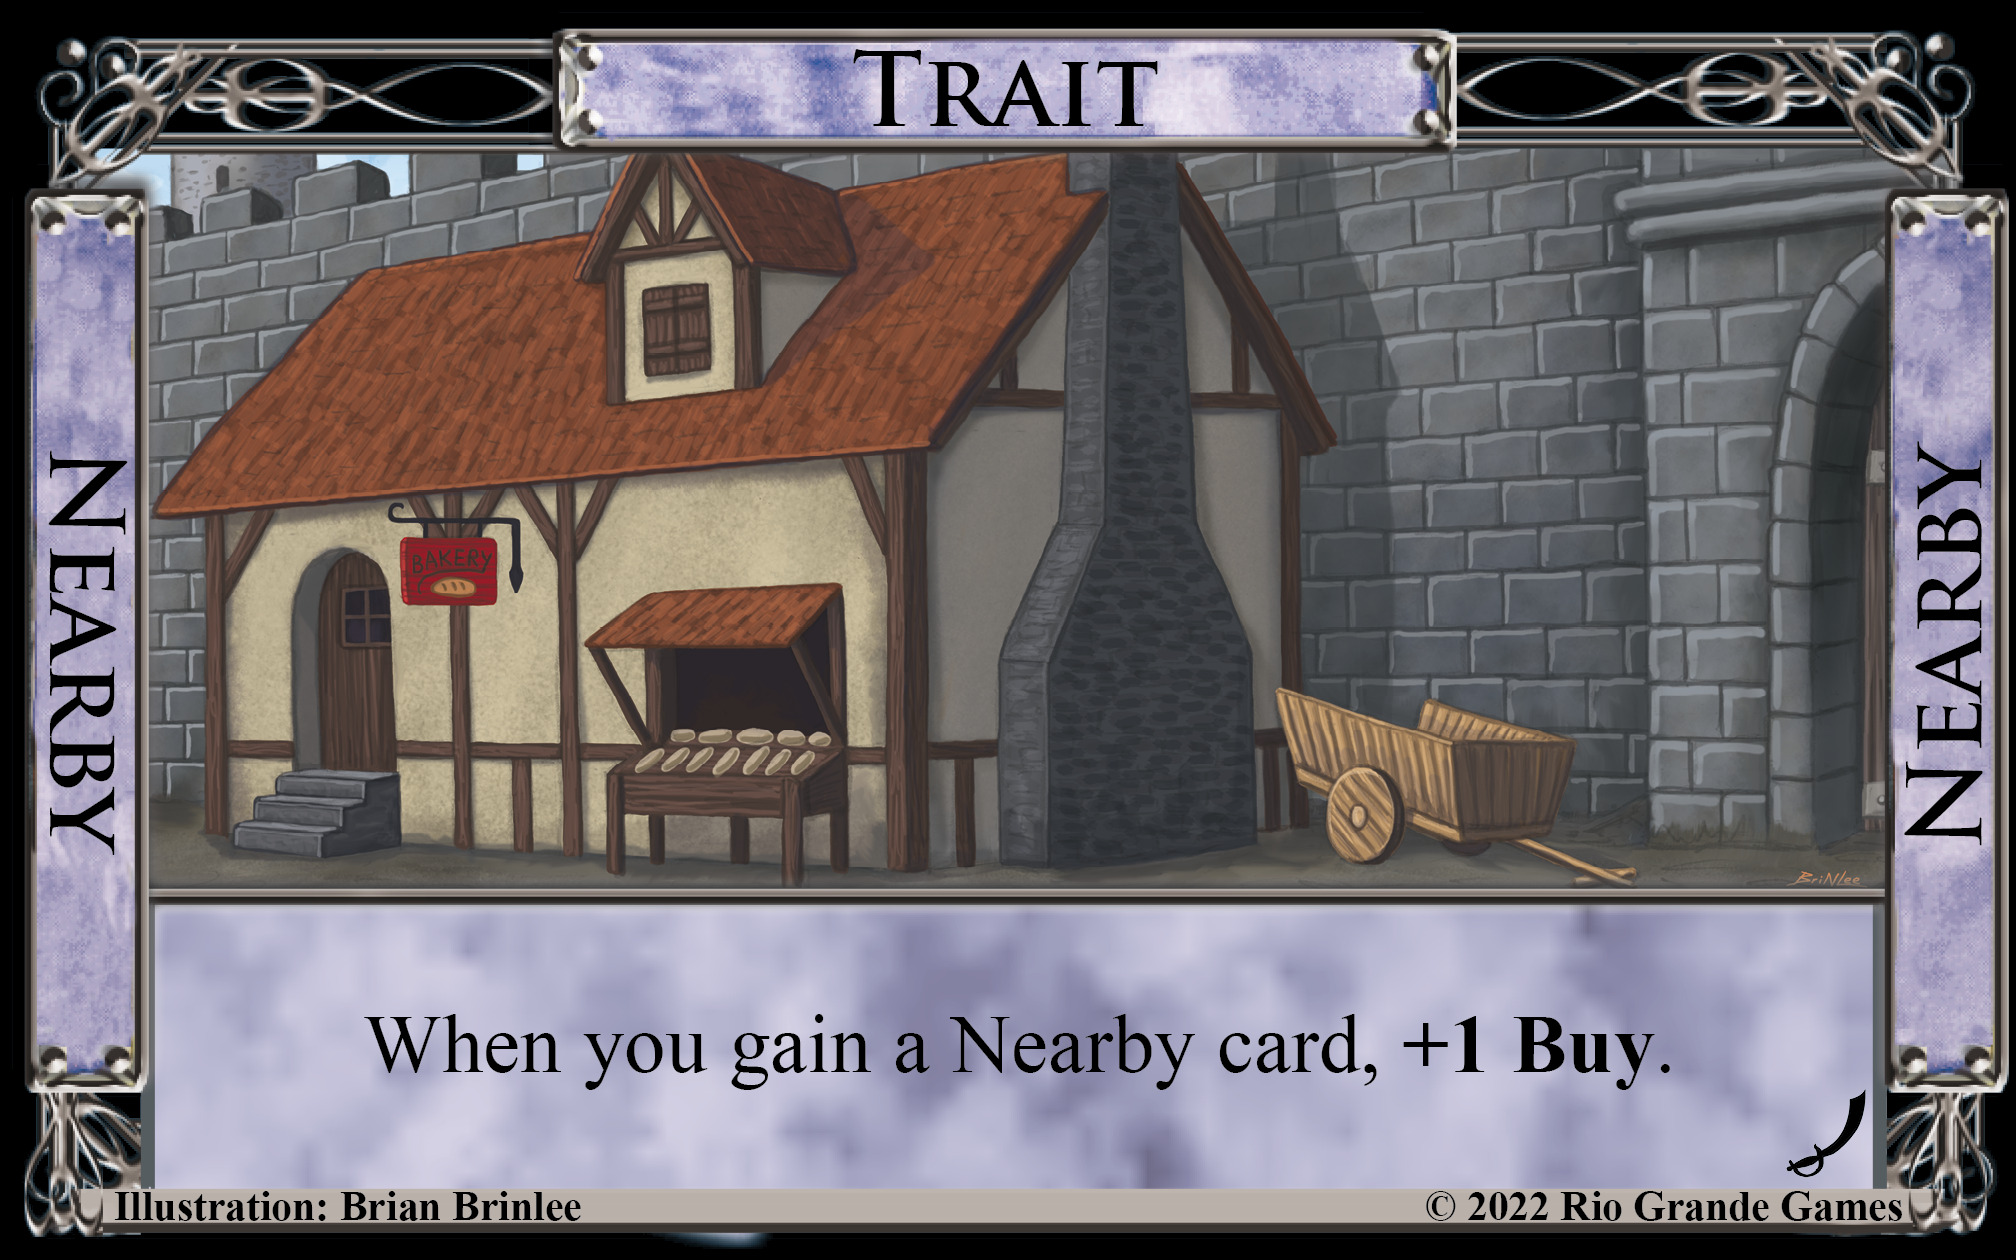 TRAIT
NEARBY
NEARBY
BAKERY
BriNlee
When you gain a Nearby card, +1 Buy.
Illustration: Brian Brinlee
© 2022 Rio Grande Games